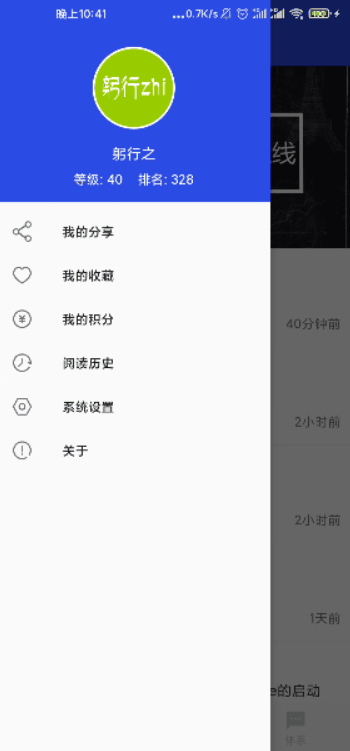 晚上10:41
...0.7K/s
躬行zhi
躬行之
等级: 40 排名: 328
线
我的分享
我的收藏
我的积分
40分钟前
阅读历史
系统设置
2小时前
关于
2小时前
1天前
e的启动
体系